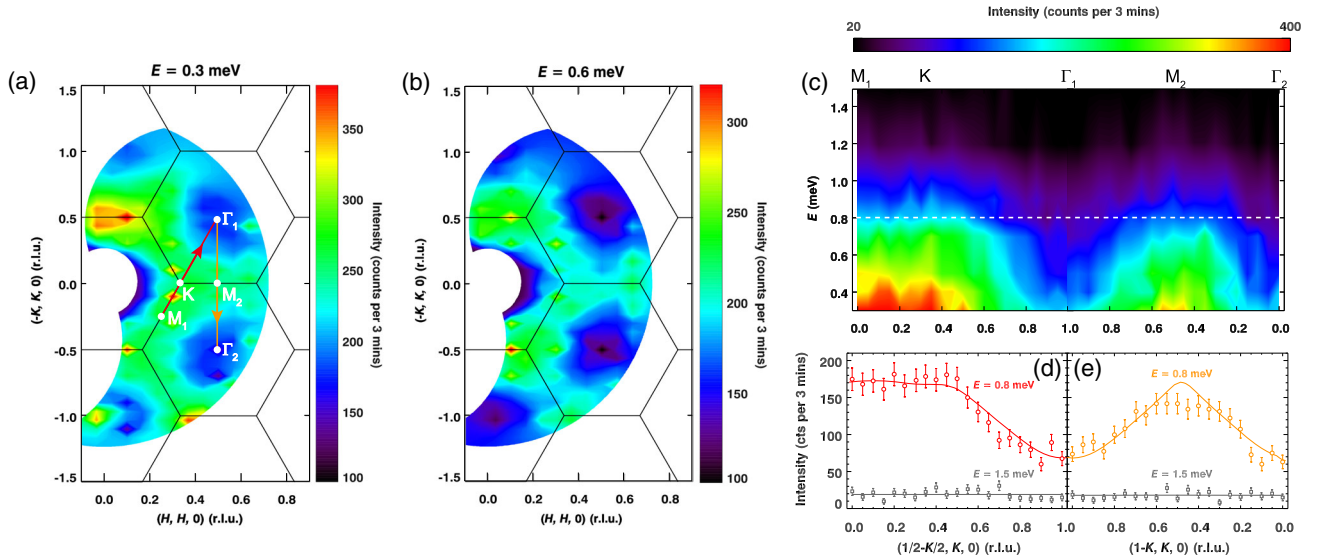 (a)
E = 0.3 meV
1.5
1.0
0.5
0.0
-0.5
-1.0
-1.5
(-K, K, 0) (r.l.u.)
0.0 0.2 0.4 0.6 0.8
(H, H, 0) (r.l.u.)
Γ1
K
M2
M1
Γ2
350
300
250
200
150
100
Intensity (counts per 3 mins)
(b)
E = 0.6 meV
1.5
1.0
0.5
0.0
-0.5
-1.0
-1.5
(-K, K, 0) (r.l.u.)
0.0 0.2 0.4 0.6 0.8
(H, H, 0) (r.l.u.)
300
250
200
150
100
Intensity (counts per 3 mins)
Intensity (counts per 3 mins)
20 400
(c)
M1 K Γ1 M2 Γ2
1.4
1.2
1.0
0.8
0.6
0.4
E (meV)
0.0 0.2 0.4 0.6 0.8 1.0 0.8 0.6 0.4 0.2 0.0
200
150
100
50
0
Intensity (cts per 3 mins)
E = 0.8 meV
(d)
E = 1.5 meV
(e)
E = 0.8 meV
E = 1.5 meV
0.0 0.2 0.4 0.6 0.8 1.0 0.8 0.6 0.4 0.2 0.0
(1/2-K/2, K, 0) (r.l.u.)
(1-K, K, 0) (r.l.u.)